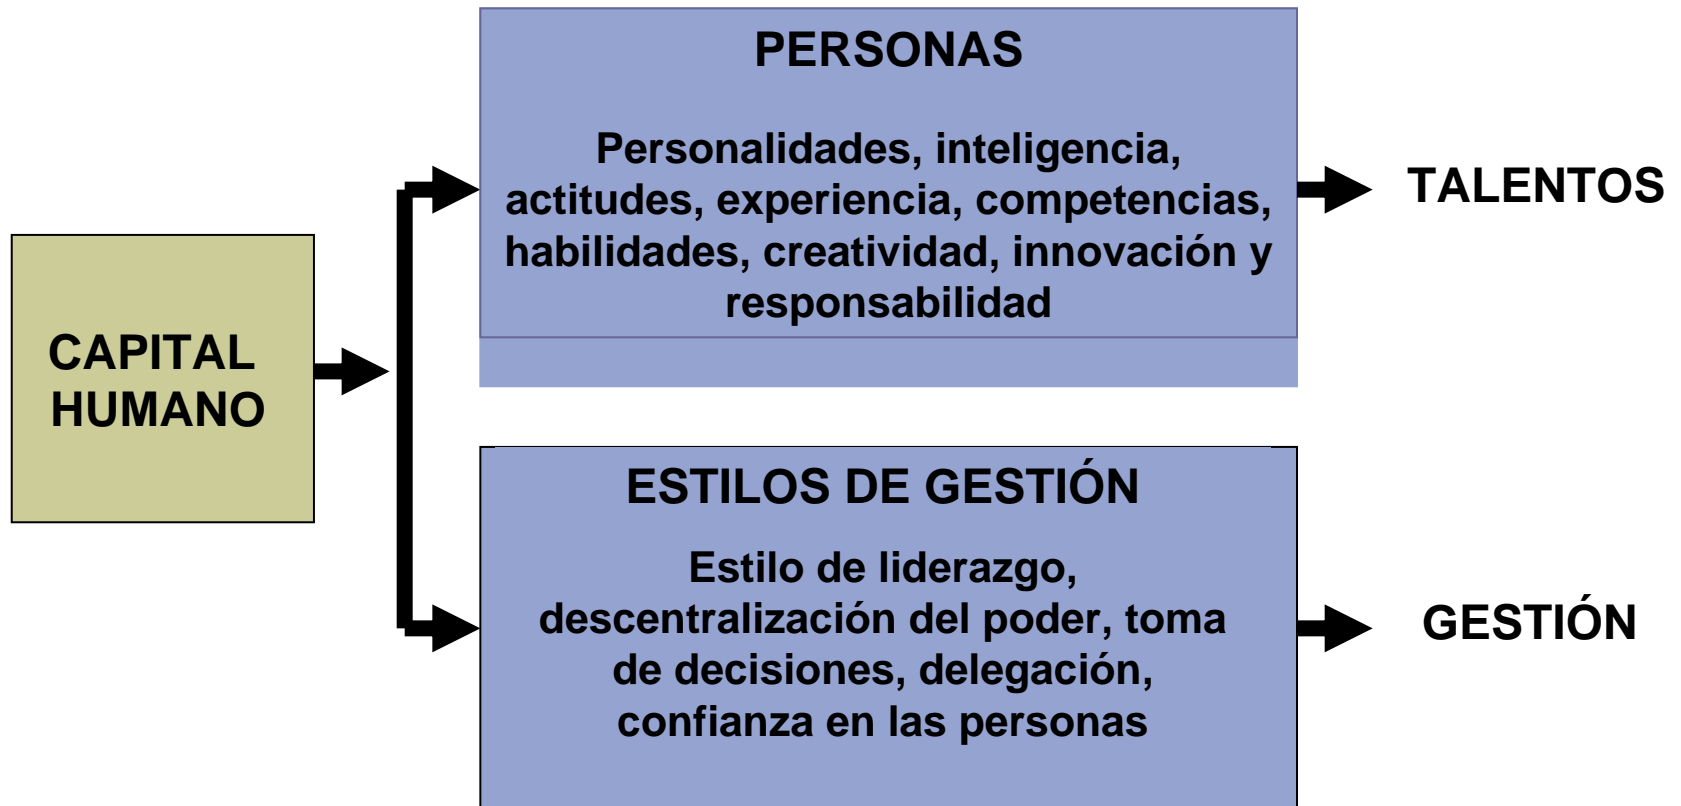 PERSONAS
Personalidades, inteligencia,
actitudes, experiencia, competencias,
habilidades, creatividad, innovación y
responsabilidad
TALENTOS
CAPITAL
HUMANO
ESTILOS DE GESTIÓN
Estilo de liderazgo,
descentralización del poder, toma
de decisiones, delegación,
confianza en las personas
GESTIÓN